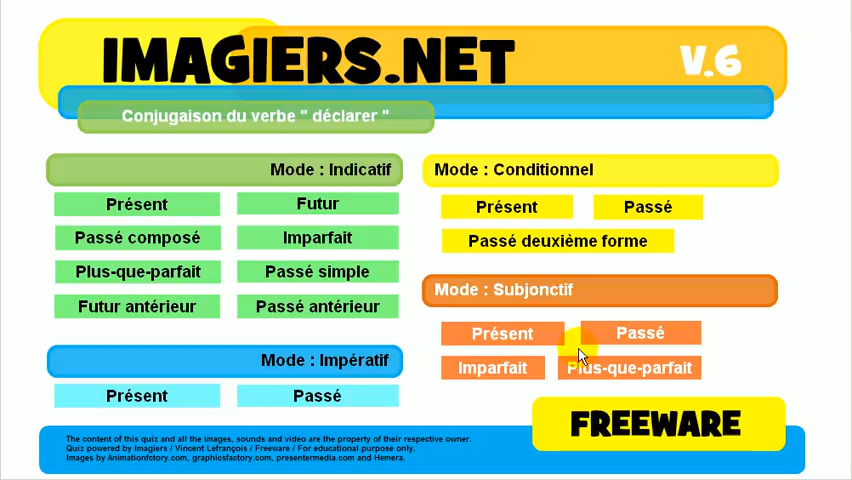 IMAGIERS.NET
V.6
Conjugaison du verbe " déclarer "
Mode : Indicatif
Présent
Futur
Passé composé
Imparfait
Plus-que-parfait
Passé simple
Futur antérieur
Passé antérieur
Mode : Impératif
Présent
Passé
Mode : Conditionnel
Présent
Passé
Passé deuxième forme
Mode : Subjonctif
Présent
Passé
Imparfait
Plus-que-parfait
FREEWARE
The content of this quiz and all the images, sounds and video are the property of their respective owner.
Quiz powered by Imagiers / Vincent Lefrançois / Freeware / For educational purpose only.
Images by Animationfctory.com, graphicsfactory.com, presentermedia.com and Hemera.